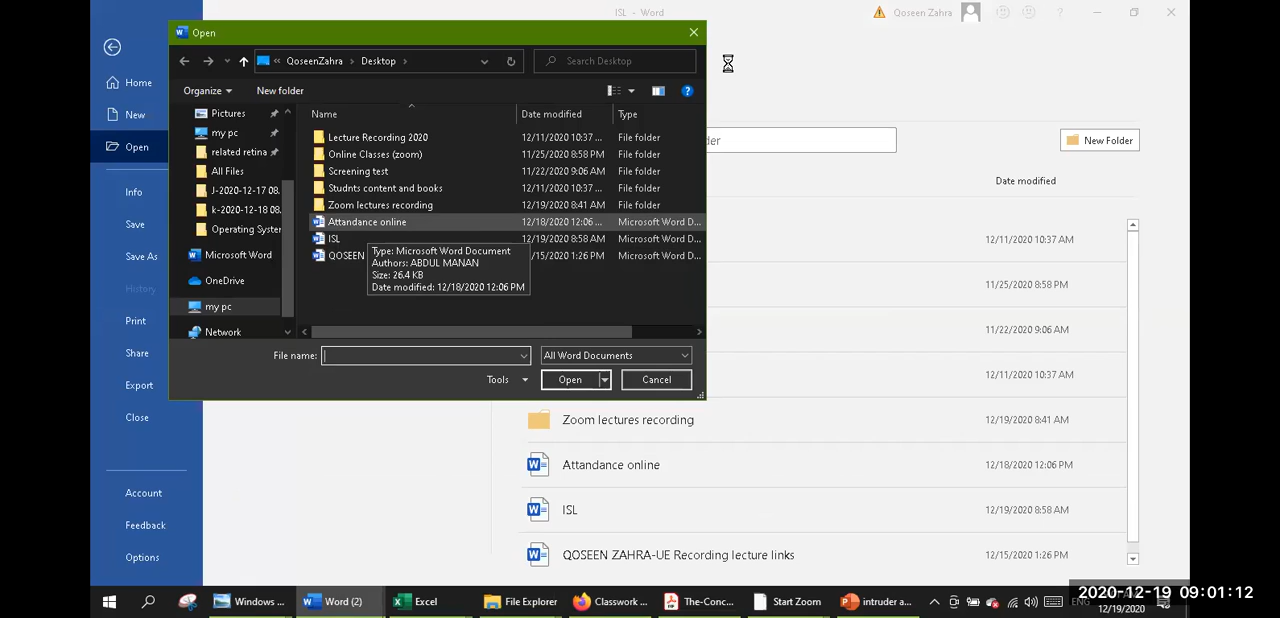 ISL - Word
Qoseen Zahra
?
Open
QoseenZahra
Desktop
Search Desktop
Organize
New folder
?
Name
Date modified
Type
Pictures
my pc
related retina
All Files
J-2020-12-17 08.
k-2020-12-18 08.
Operating System
Microsoft Word
OneDrive
my pc
Network
Lecture Recording 2020 12/11/2020 10:37 ... File folder
Online Classes (zoom) 11/25/2020 8:58 PM File folder
Screening test 11/22/2020 9:06 AM File folder
Studnts content and books 12/11/2020 10:37 ... File folder
Zoom lectures recording 12/19/2020 8:41 AM File folder
Attandance online 12/18/2020 12:06 ... Microsoft Word D...
ISL 12/19/2020 8:58 AM Microsoft Word D...
QOSEEN /15/2020 1:26 PM Microsoft Word D...
Type: Microsoft Word Document
Authors: ABDUL MANAN
Size: 26.4 KB
Date modified: 12/18/2020 12:06 PM
File name:
All Word Documents
Tools
Open
Cancel
Home
New
Open
Info
Save
Save As
History
Print
Share
Export
Close
Account
Feedback
Options
der
New Folder
Date modified
12/11/2020 10:37 AM
11/25/2020 8:58 PM
11/22/2020 9:06 AM
12/11/2020 10:37 AM
Zoom lectures recording 12/19/2020 8:41 AM
Attandance online 12/18/2020 12:06 PM
ISL 12/19/2020 8:58 AM
QOSEEN ZAHRA-UE Recording lecture links 12/15/2020 1:26 PM
Windows ...
Word (2)
Excel
File Explorer
Classwork ...
The-Conc...
Start Zoom
intruder a...
ENG
2020-12-19 09:01:12
12/19/2020